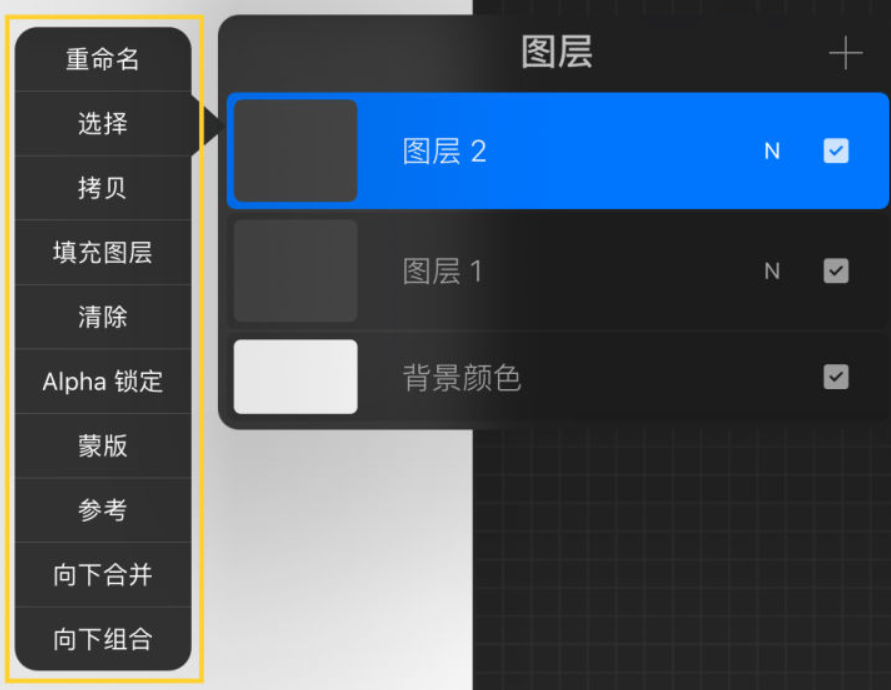 重命名
选择
拷贝
填充图层
清除
Alpha 锁定
蒙版
参考
向下合并
向下组合
图层
图层 2
N
图层 1
N
背景颜色